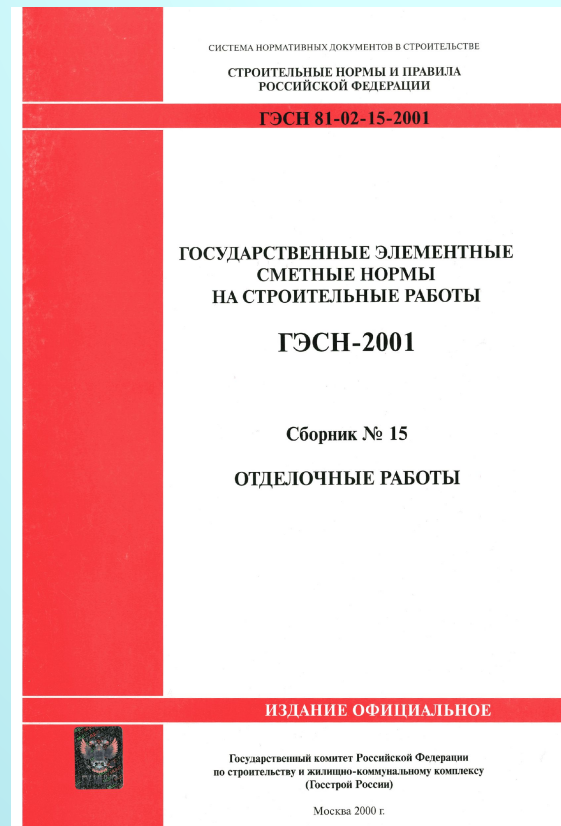 СИСТЕМА НОРМАТИВНЫХ ДОКУМЕНТОВ В СТРОИТЕЛЬСТВЕ
СТРОИТЕЛЬНЫЕ НОРМЫ И ПРАВИЛА
РОССИЙСКОЙ ФЕДЕРАЦИИ
ГЭСН 81-02-15-2001
ГОСУДАРСТВЕННЫЕ ЭЛЕМЕНТНЫЕ
СМЕТНЫЕ НОРМЫ
НА СТРОИТЕЛЬНЫЕ РАБОТЫ
ГЭСН-2001
Сборник № 15
ОТДЕЛОЧНЫЕ РАБОТЫ
ИЗДАНИЕ ОФИЦИАЛЬНОЕ
Государственный комитет Российской Федерации
по строительству и жилищно-коммунальному комплексу
(Госстрой России)
Москва 2000 г.